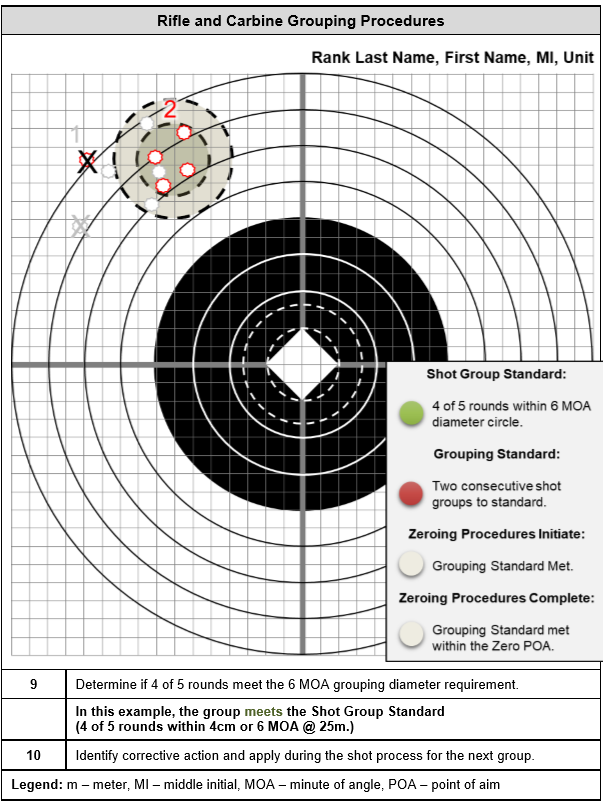 Rifle and Carbine Grouping Procedures
Rank Last Name, First Name, MI, Unit
1
2
X
X
Shot Group Standard:
4 of 5 rounds within 6 MOA
diameter circle.
Grouping Standard:
Two consecutive shot
groups to standard.
Zeroing Procedures Initiate:
Grouping Standard Met.
Zeroing Procedures Complete:
Grouping Standard met
within the Zero POA.
9 Determine if 4 of 5 rounds meet the 6 MOA grouping diameter requirement.
In this example, the group meets the Shot Group Standard
(4 of 5 rounds within 4cm or 6 MOA @ 25m.)
10 Identify corrective action and apply during the shot process for the next group.
Legend: m – meter, MI – middle initial, MOA – minute of angle, POA – point of aim